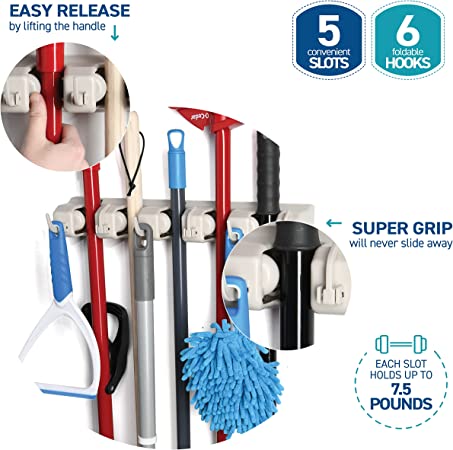 EASY RELEASE
by lifting the handle
5
convenient
SLOTS
6
foldable
HOOKS
O-Cedar
SUPER GRIP
will never slide away
EACH SLOT
HOLDS UP TO
7.5
POUNDS